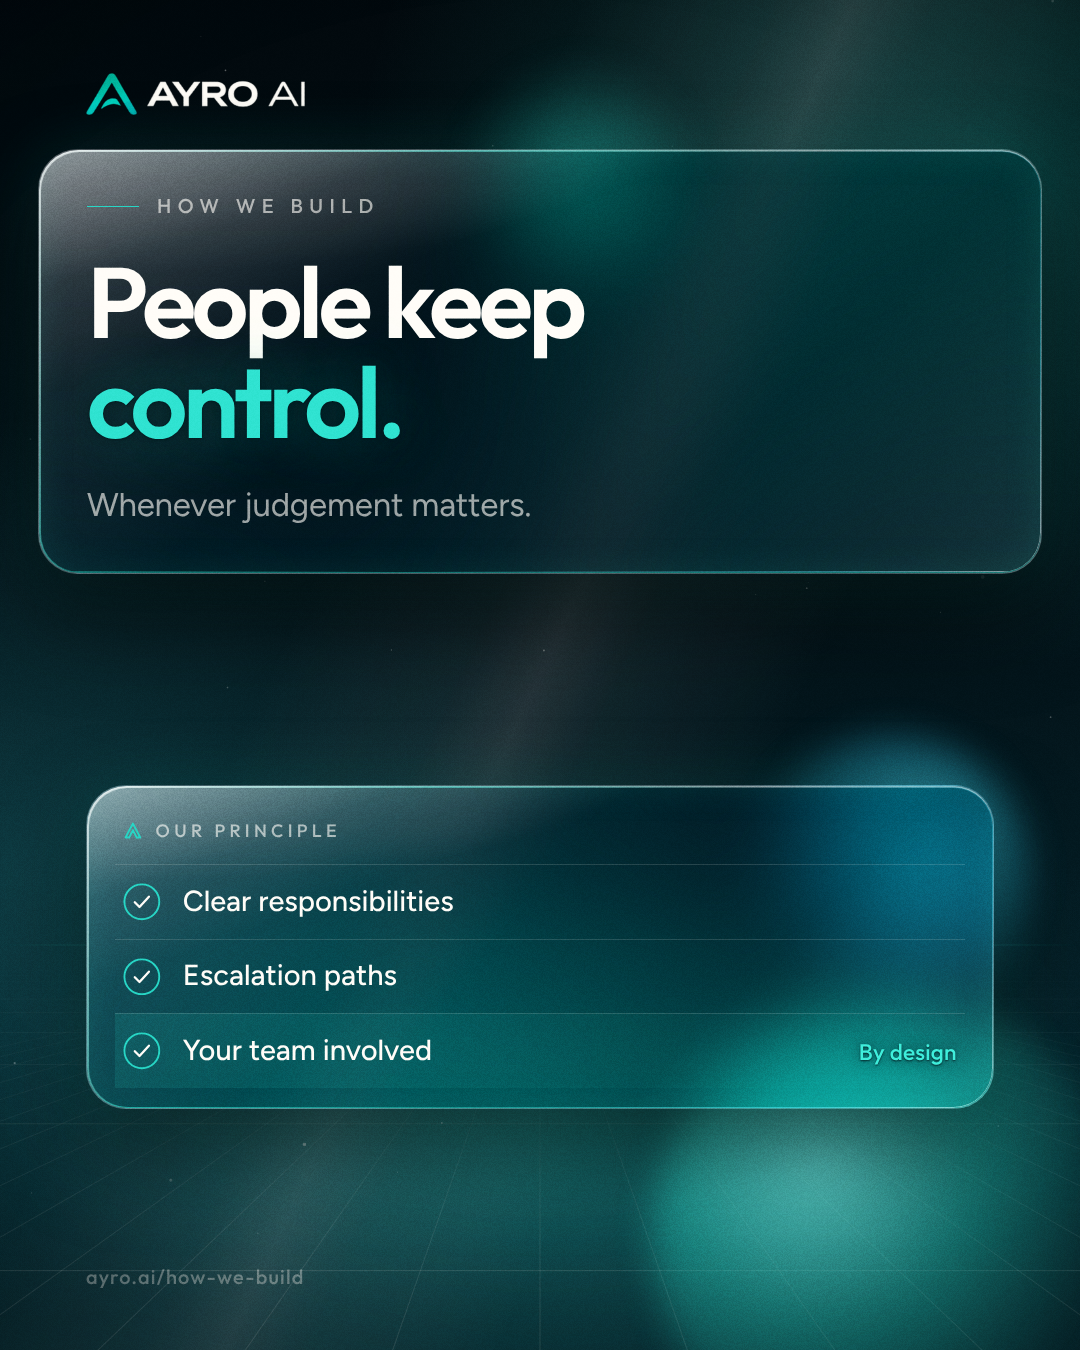 AYRO AI
HOW WE BUILD
People keep
control.
Whenever judgement matters.
OUR PRINCIPLE
Clear responsibilities
Escalation paths
Your team involved
By design
ayro.ai/how-we-build